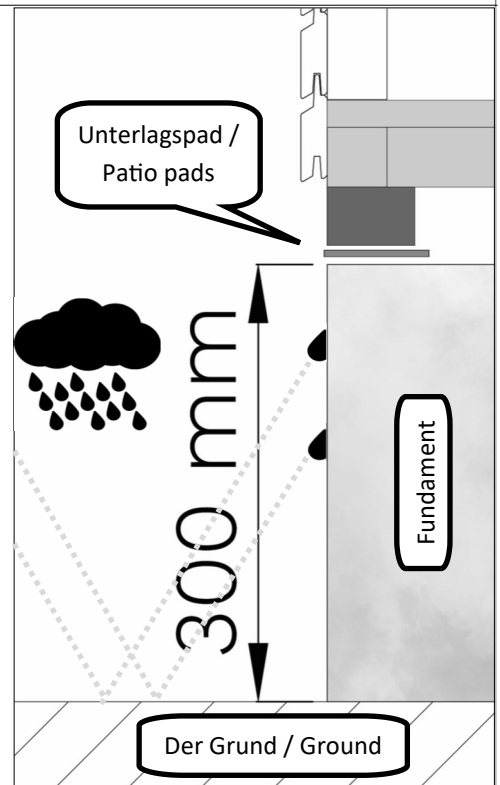 Unterlagspad /
Patio pads
300 mm
Fundament
Der Grund / Ground